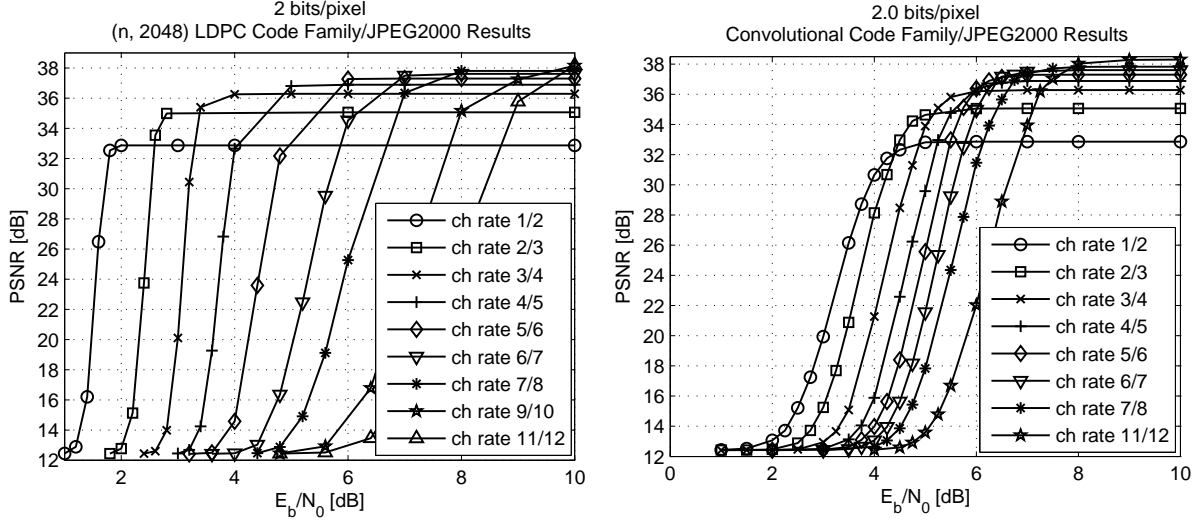 2 bits/pixel
(n, 2048) LDPC Code Family/JPEG2000 Results
PSNR [dB]
38
36
34
32
30
28
26
24
22
20
18
16
14
12
2
4
6
8
10
E_b/N_0 [dB]
ch rate 1/2
ch rate 2/3
ch rate 3/4
ch rate 4/5
ch rate 5/6
ch rate 6/7
ch rate 7/8
ch rate 9/10
ch rate 11/12
2.0 bits/pixel
Convolutional Code Family/JPEG2000 Results
PSNR [dB]
38
36
34
32
30
28
26
24
22
20
18
16
14
12
0
2
4
6
8
10
E_b/N_0 [dB]
ch rate 1/2
ch rate 2/3
ch rate 3/4
ch rate 4/5
ch rate 5/6
ch rate 6/7
ch rate 7/8
ch rate 11/12